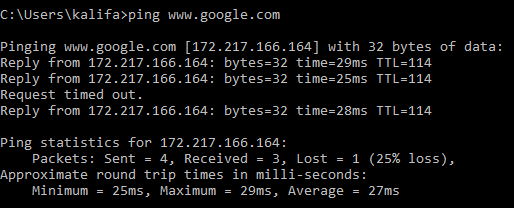 C:\Users\kalifa>ping www.google.com
Pinging www.google.com [172.217.166.164] with 32 bytes of data:
Reply from 172.217.166.164: bytes=32 time=29ms TTL=114
Reply from 172.217.166.164: bytes=32 time=25ms TTL=114
Request timed out.
Reply from 172.217.166.164: bytes=32 time=28ms TTL=114
Ping statistics for 172.217.166.164:
    Packets: Sent = 4, Received = 3, Lost = 1 (25% loss),
Approximate round trip times in milli-seconds:
    Minimum = 25ms, Maximum = 29ms, Average = 27ms